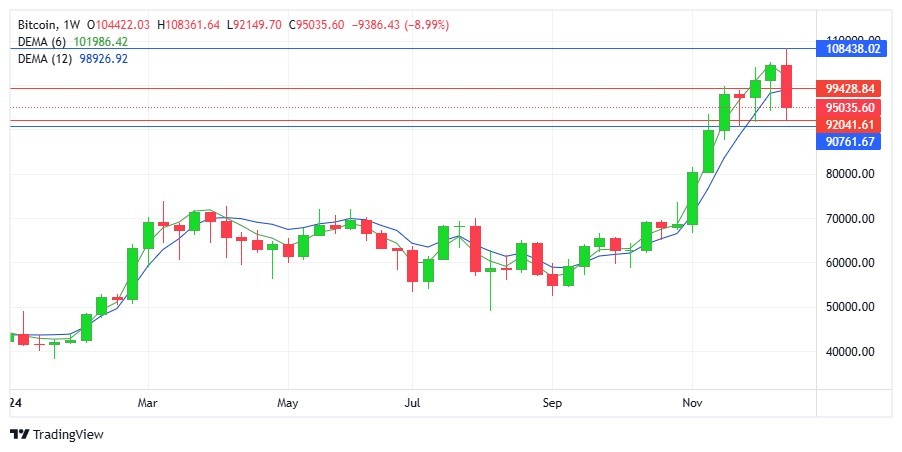 Bitcoin, 1W O104422.03 H108361.64 L92149.70 C95035.60 −9386.43 (−8.99%)
DEMA (6) 101986.42
DEMA (12) 98926.92
110000.00
108438.02
99428.84
95035.60
92041.61
90761.67
80000.00
70000.00
60000.00
50000.00
40000.00
24 Mar May Jul Sep Nov
TradingView